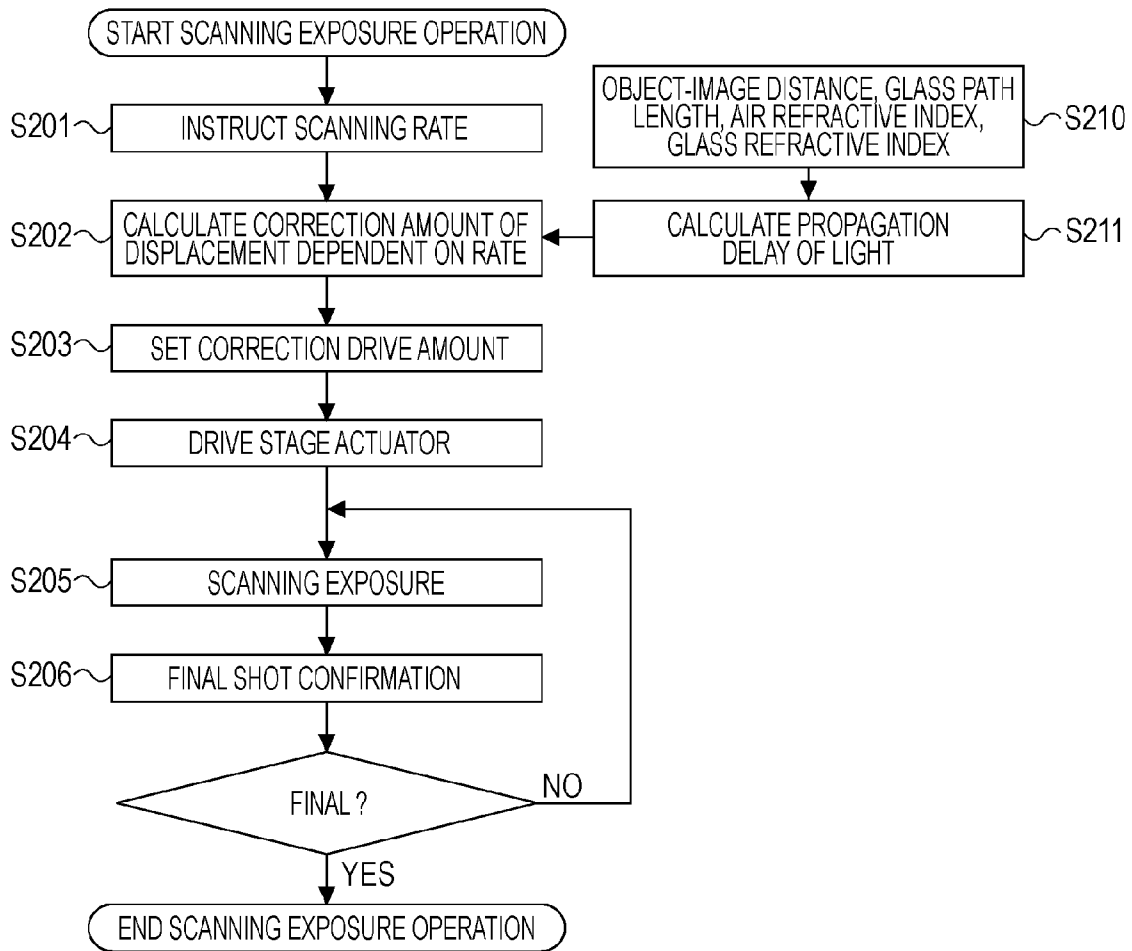 START SCANNING EXPOSURE OPERATION
S201
INSTRUCT SCANNING RATE
OBJECT-IMAGE DISTANCE, GLASS PATH
LENGTH, AIR REFRACTIVE INDEX,
GLASS REFRACTIVE INDEX
S210
S202
CALCULATE CORRECTION AMOUNT OF
DISPLACEMENT DEPENDENT ON RATE
CALCULATE PROPAGATION
DELAY OF LIGHT
S211
S203
SET CORRECTION DRIVE AMOUNT
S204
DRIVE STAGE ACTUATOR
S205
SCANNING EXPOSURE
S206
FINAL SHOT CONFIRMATION
FINAL ?
NO
YES
END SCANNING EXPOSURE OPERATION